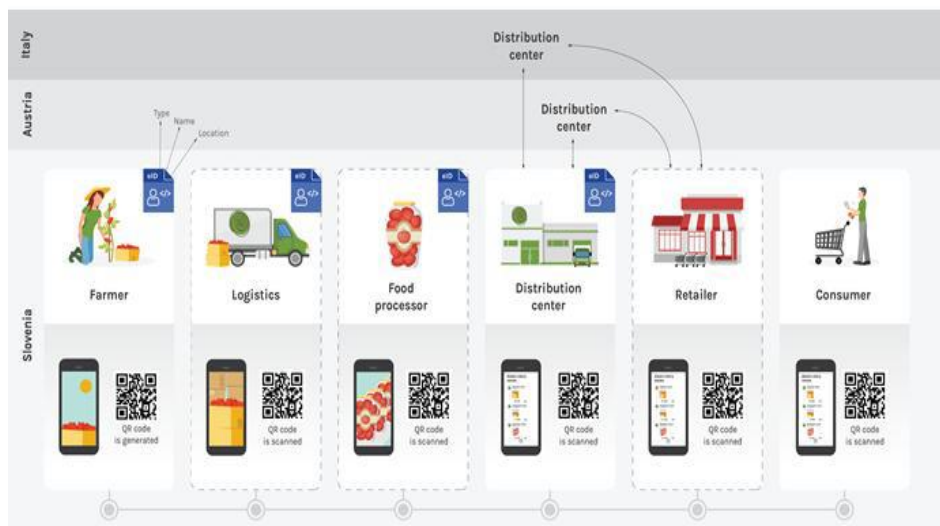 Italy
Distribution
center
Austria
Distribution
center
Type
Name
Location
Slovenia
eID
</>
eID
</>
eID
</>
eID
</>
Farmer
Logistics
Food
processor
Distribution
center
Retailer
Consumer
QR code
is generated
QR code
is scanned
QR code
is scanned
QR code
is scanned
QR code
is scanned
QR code
is scanned